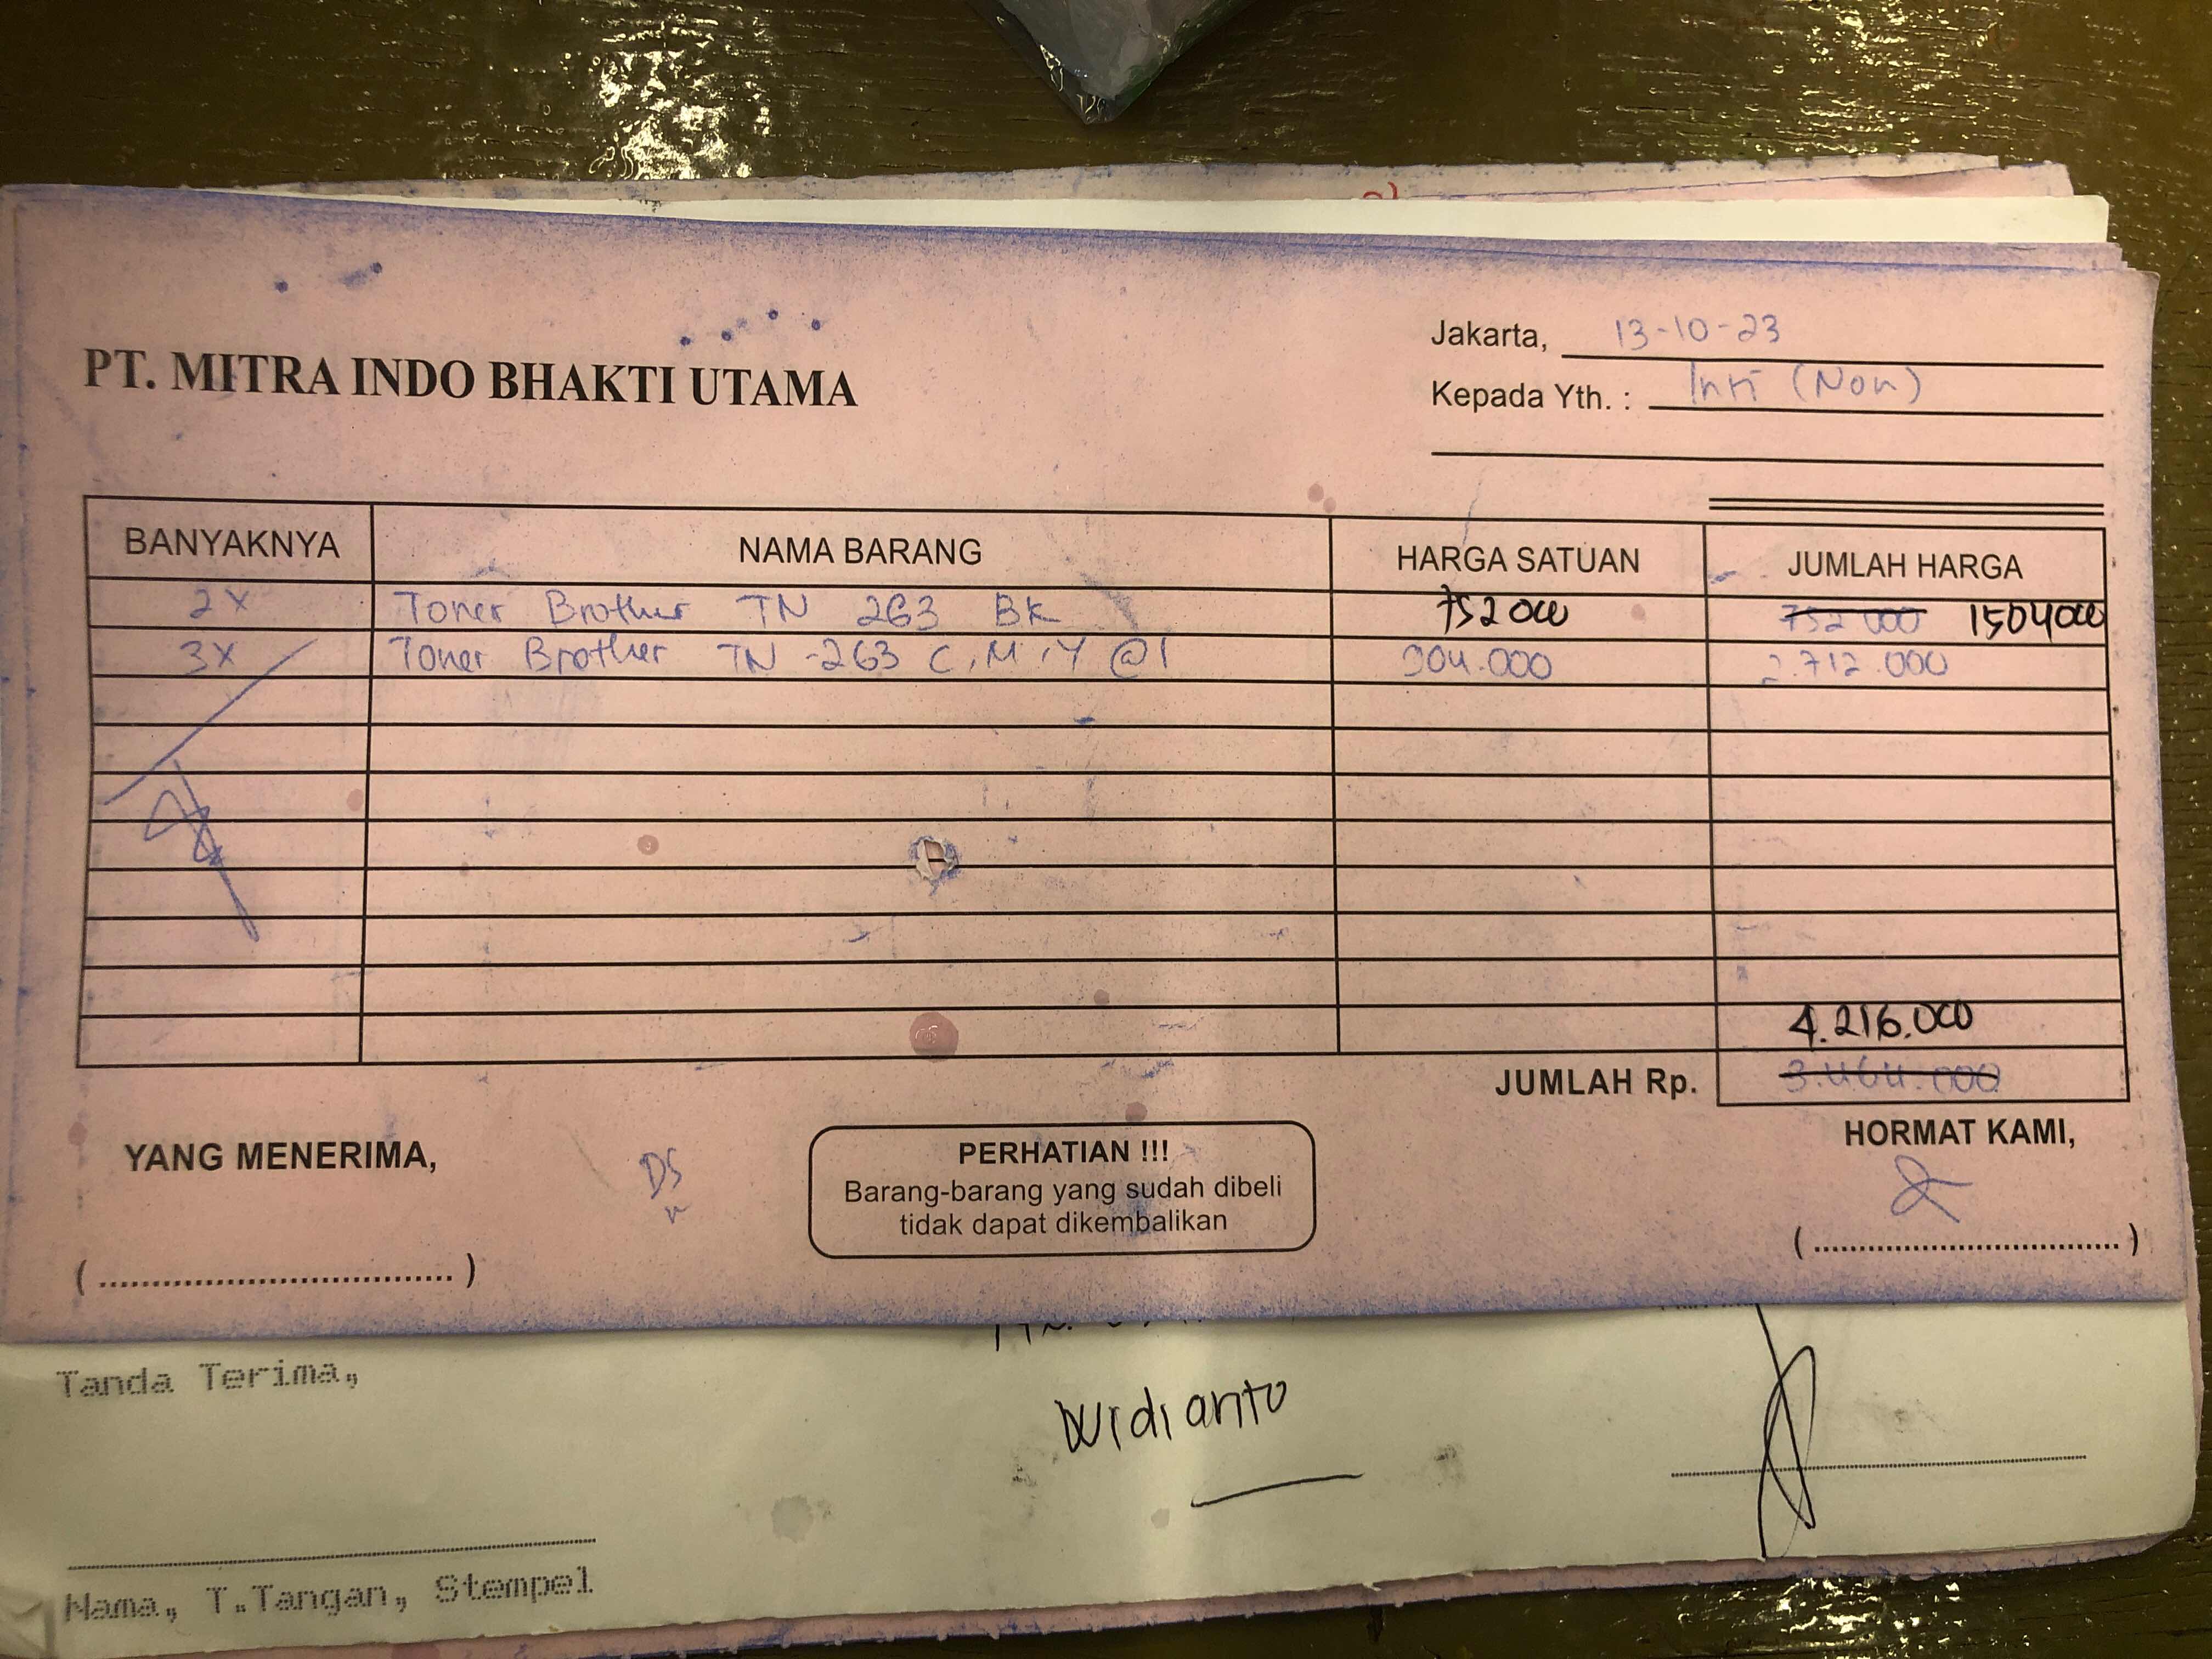 PT. MITRA INDO BHAKTI UTAMA
Jakarta, 13-10-23
Kepada Yth. : Inti (Non)
BANYAKNYA NAMA BARANG HARGA SATUAN JUMLAH HARGA
2x Toner Brother TN 263 BK 752000 752 000 1504000
3x Toner Brother TN -263 C, M, Y @1 904.000 2.712.000
4.216.000
JUMLAH Rp. 3.464.000
YANG MENERIMA,
DS
PERHATIAN !!!
Barang-barang yang sudah dibeli
tidak dapat dikembalikan
HORMAT KAMI,
Tanda Terima,
Widianto
Nama, T.Tangan, Stempel